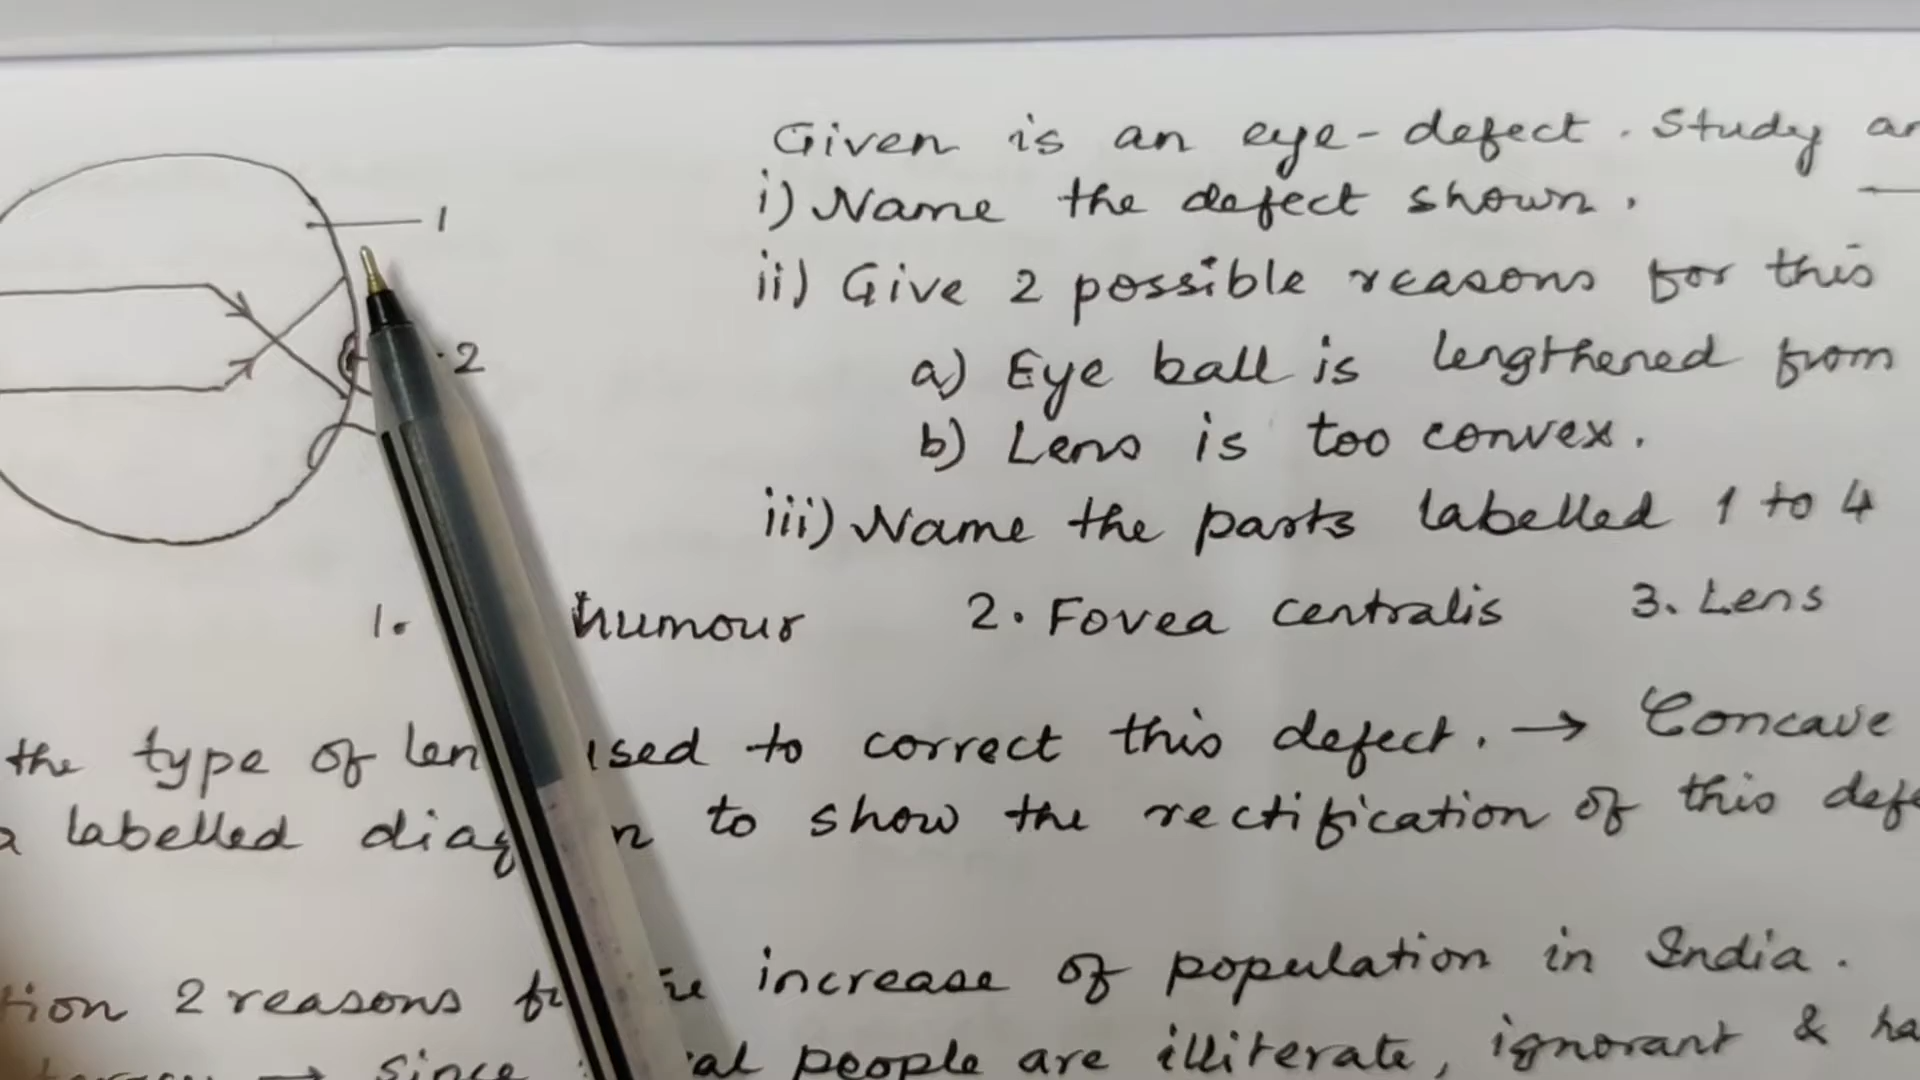 Given is an eye-defect. Study
1
i) Name the defect shown.
ii) Give 2 possible reasons for this
2
a) Eye ball is lengthened from
b) Lens is too convex.
iii) Name the parts labelled 1 to 4
1. humour 2. Fovea centralis 3. Lens
the type of to correct this defect. → Concave
a labelled to show the rectification of this
2 reasons increase of population in India.
→ since people are illiterate, ignorant &